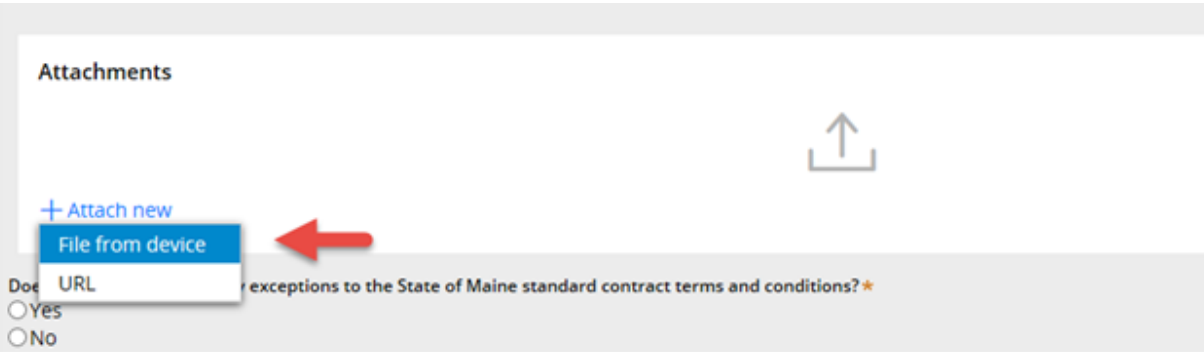 Attachments
+ Attach new
File from device
URL
Doe exceptions to the State of Maine standard contract terms and conditions?*
Yes
No